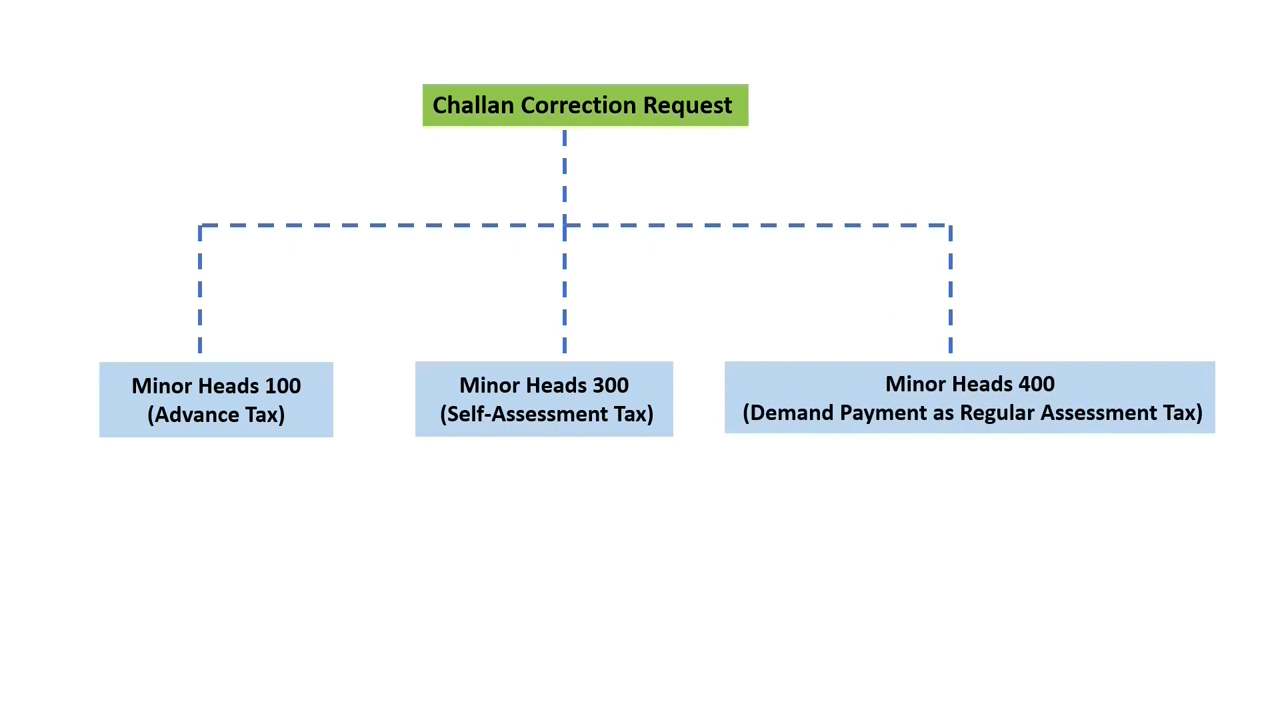 Challan Correction Request
Minor Heads 100
(Advance Tax)
Minor Heads 300
(Self-Assessment Tax)
Minor Heads 400
(Demand Payment as Regular Assessment Tax)